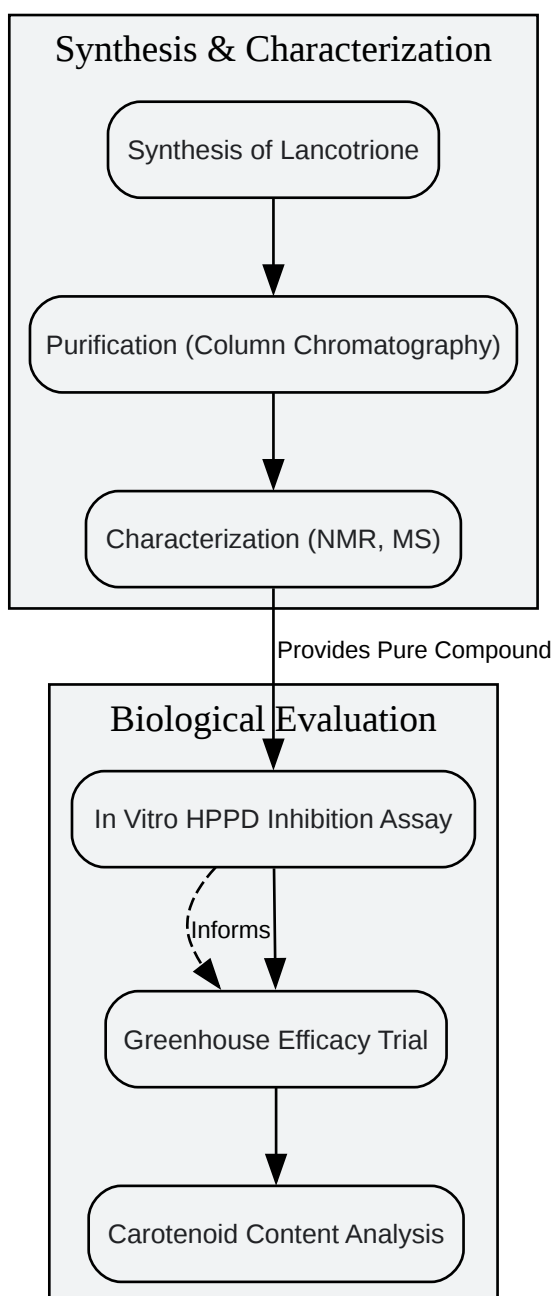 Synthesis & Characterization
Synthesis of Lancotrione
Purification (Column Chromatography)
Characterization (NMR, MS)
Provides Pure Compound
Biological Evaluation
In Vitro HPPD Inhibition Assay
Informs
Greenhouse Efficacy Trial
Carotenoid Content Analysis